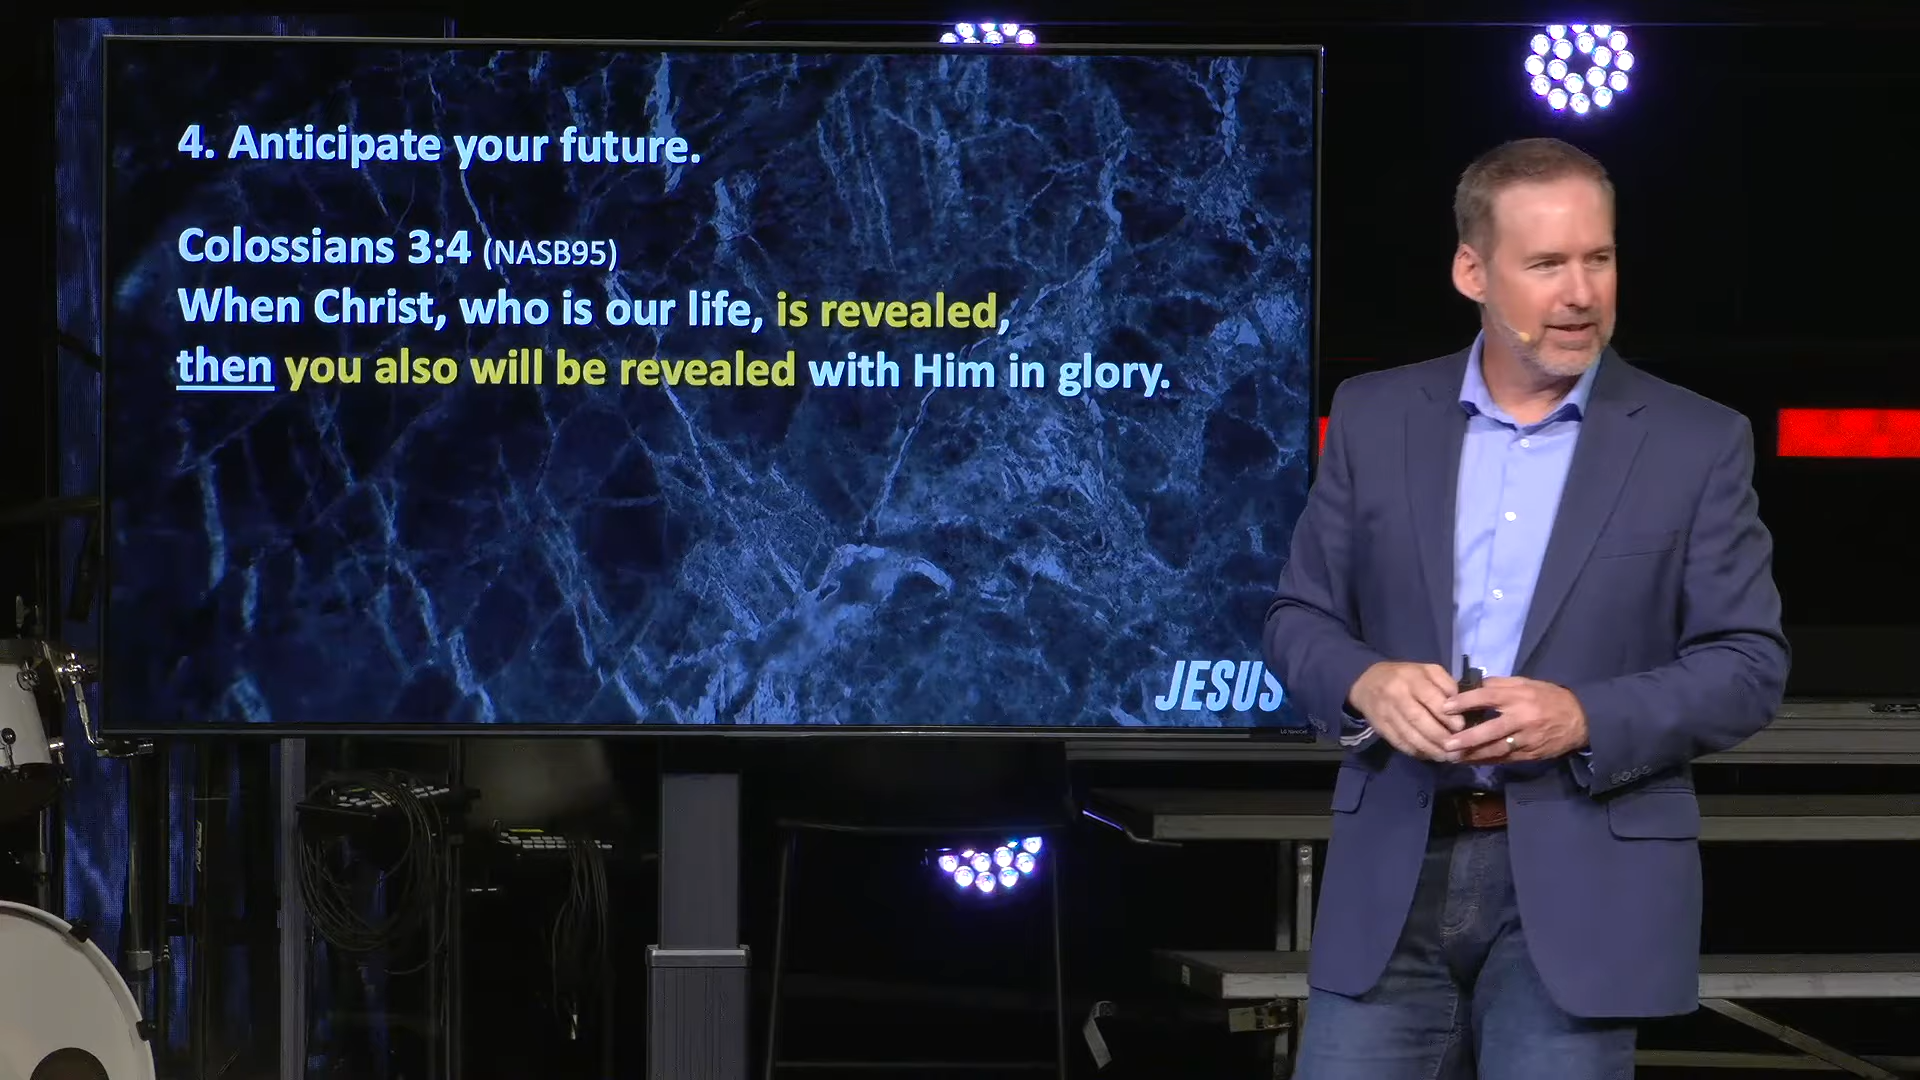 4. Anticipate your future.
Colossians 3:4 (NASB95)
When Christ, who is our life, is revealed,
then you also will be revealed with Him in glory.
JESUS